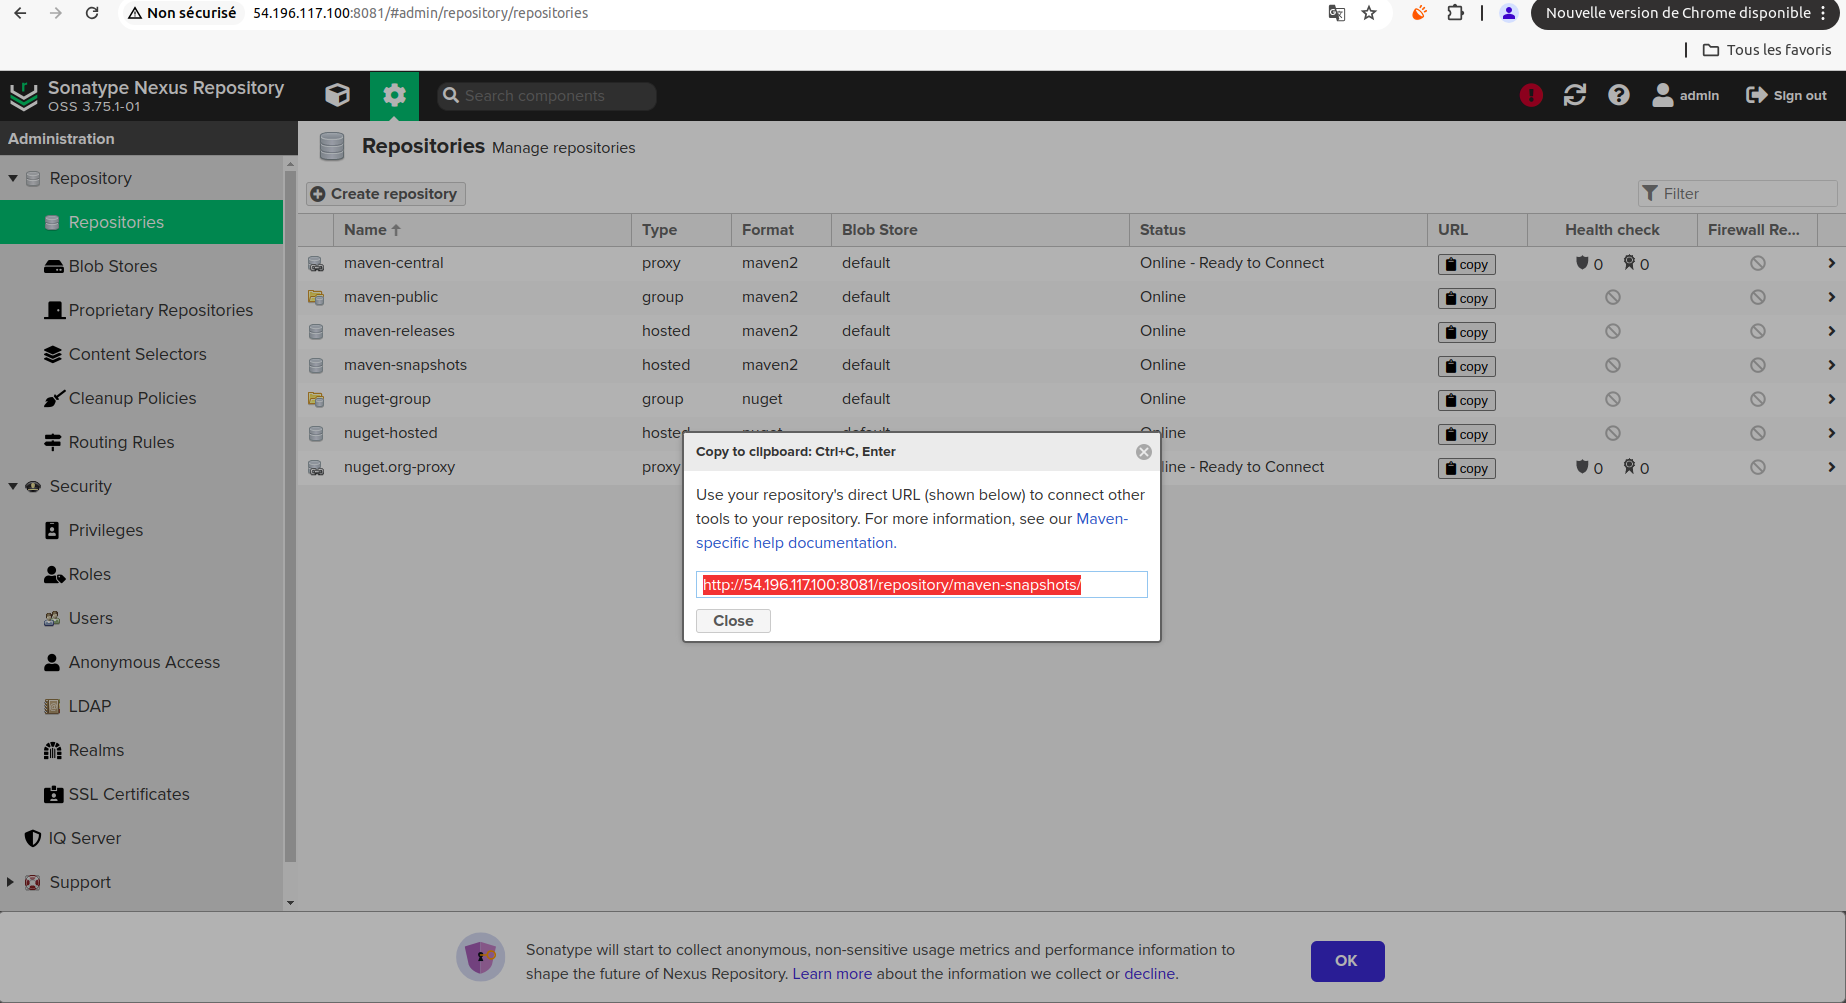 Non sécurisé 54.196.117.100:8081/#admin/repository/repositories Nouvelle version de Chrome disponible
Tous les favoris
Sonatype Nexus Repository
OSS 3.75.1-01
Search components
admin Sign out
Administration
Repositories Manage repositories
Repository
Create repository
Filter
Repositories
Name Type Format Blob Store Status URL Health check Firewall Re...
maven-central proxy maven2 default Online - Ready to Connect copy 0 0
maven-public group maven2 default Online copy
maven-releases hosted maven2 default Online copy
maven-snapshots hosted maven2 default Online copy
nuget-group group nuget default Online copy
nuget-hosted hosted copy
nuget.org-proxy proxy line - Ready to Connect copy 0 0
Blob Stores
Proprietary Repositories
Content Selectors
Cleanup Policies
Routing Rules
Security
Privileges
Roles
Users
Anonymous Access
LDAP
Realms
SSL Certificates
IQ Server
Support
Copy to clipboard: Ctrl+C, Enter
Use your repository's direct URL (shown below) to connect other
tools to your repository. For more information, see our Maven-
specific help documentation.
http://54.196.117.100:8081/repository/maven-snapshots/
Close
Sonatype will start to collect anonymous, non-sensitive usage metrics and performance information to
shape the future of Nexus Repository. Learn more about the information we collect or decline.
OK